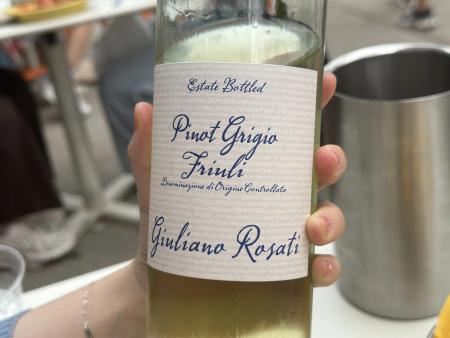 Estate Bottled
Pinot Grigio
Friuli
Denominazione di Origine Controllata
Giuliano Rosati